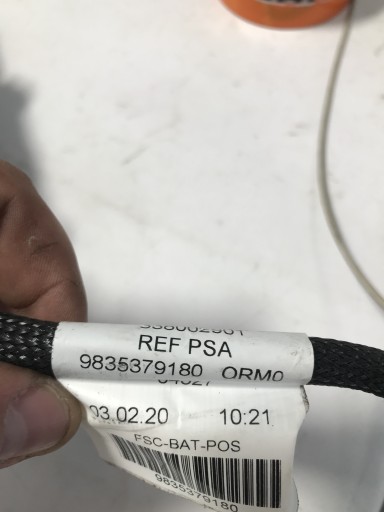 REF PSA
9835379180 ORM0
03.02.20 10:21
FSC-BAT-POS
9835379180